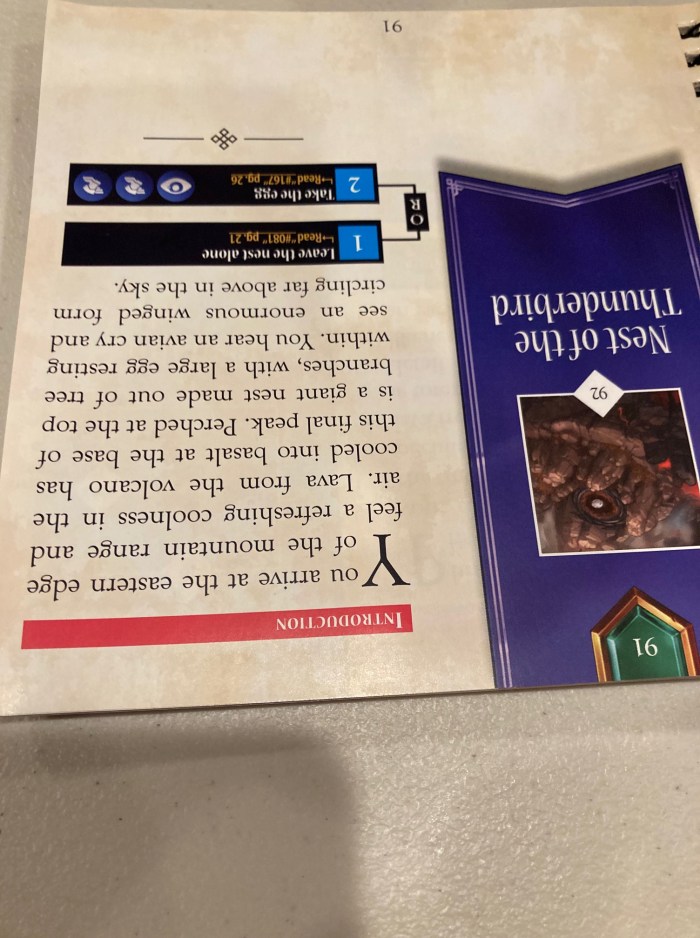 91
92
Nest of the
Thunderbird
INTRODUCTION
You arrive at the eastern edge
of the mountain range and
feel a refreshing coolness in the
air. Lava from the volcano has
cooled into basalt at the base of
this final peak. Perched at the top
is a giant nest made out of tree
branches, with a large egg resting
within. You hear an avian cry and
see an enormous winged form
circling far above in the sky.
1
Leave the nest alone
Read "#081" pg.21
OR
2
Take the egg
Read "#167" pg.26
91